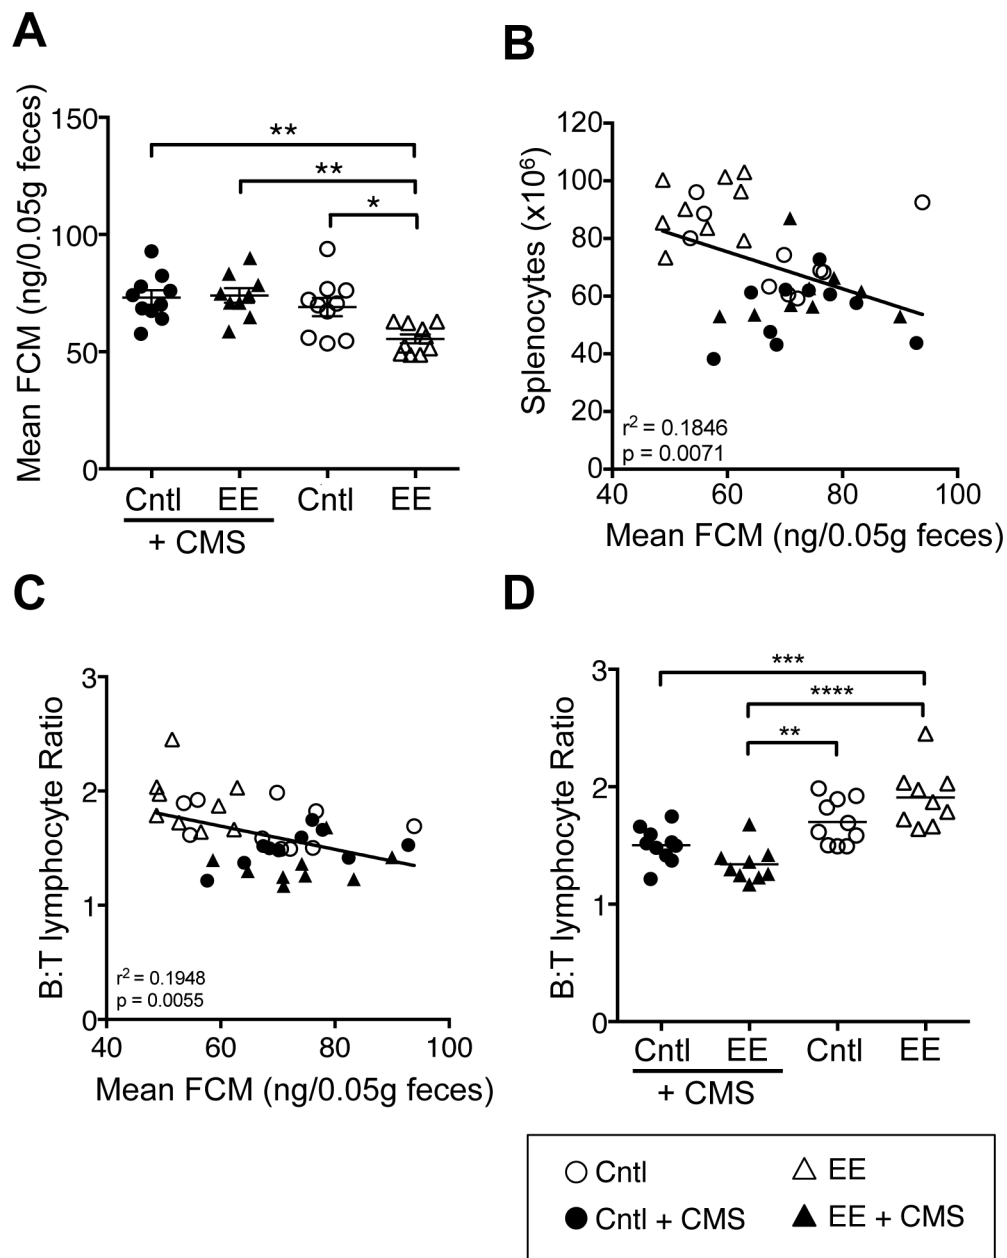 A
Mean FCM (ng/0.05g feces)
150
100
50
0
**
**
*
Cntl EE Cntl EE
+ CMS
B
Splenocytes (x10⁶)
120
100
80
60
40
20
0
r² = 0.1846
p = 0.0071
40 60 80 100
Mean FCM (ng/0.05g feces)
C
B:T lymphocyte Ratio
3
2
1
0
r² = 0.1948
p = 0.0055
40 60 80 100
Mean FCM (ng/0.05g feces)
D
B:T lymphocyte Ratio
3
2
1
0
***
****
**
Cntl EE Cntl EE
+ CMS
Cntl EE
Cntl + CMS EE + CMS